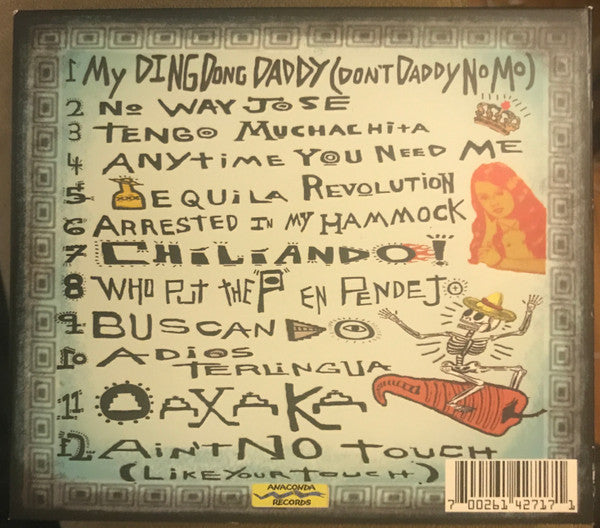 1 My DING DONG DADDY (DON'T DADDY NO MO)
2 NO WAY JOSE
3 TENGO MUCHACHITA
4 ANYTIME YOU NEED ME
5 TEQUILA REVOLUTION
6 ARRESTED IN MY HAMMOCK
7 CHILIANDO!
8 WHO PUT THE P EN PENDEJO
9 BUSCANDO
10 ADIOS
TERLINGUA
11 OAXAKA
12 AIN'T NO TOUCH
(LIKE YOUR TOUCH)
ANACONDA
RECORDS
7 00261 42717 1